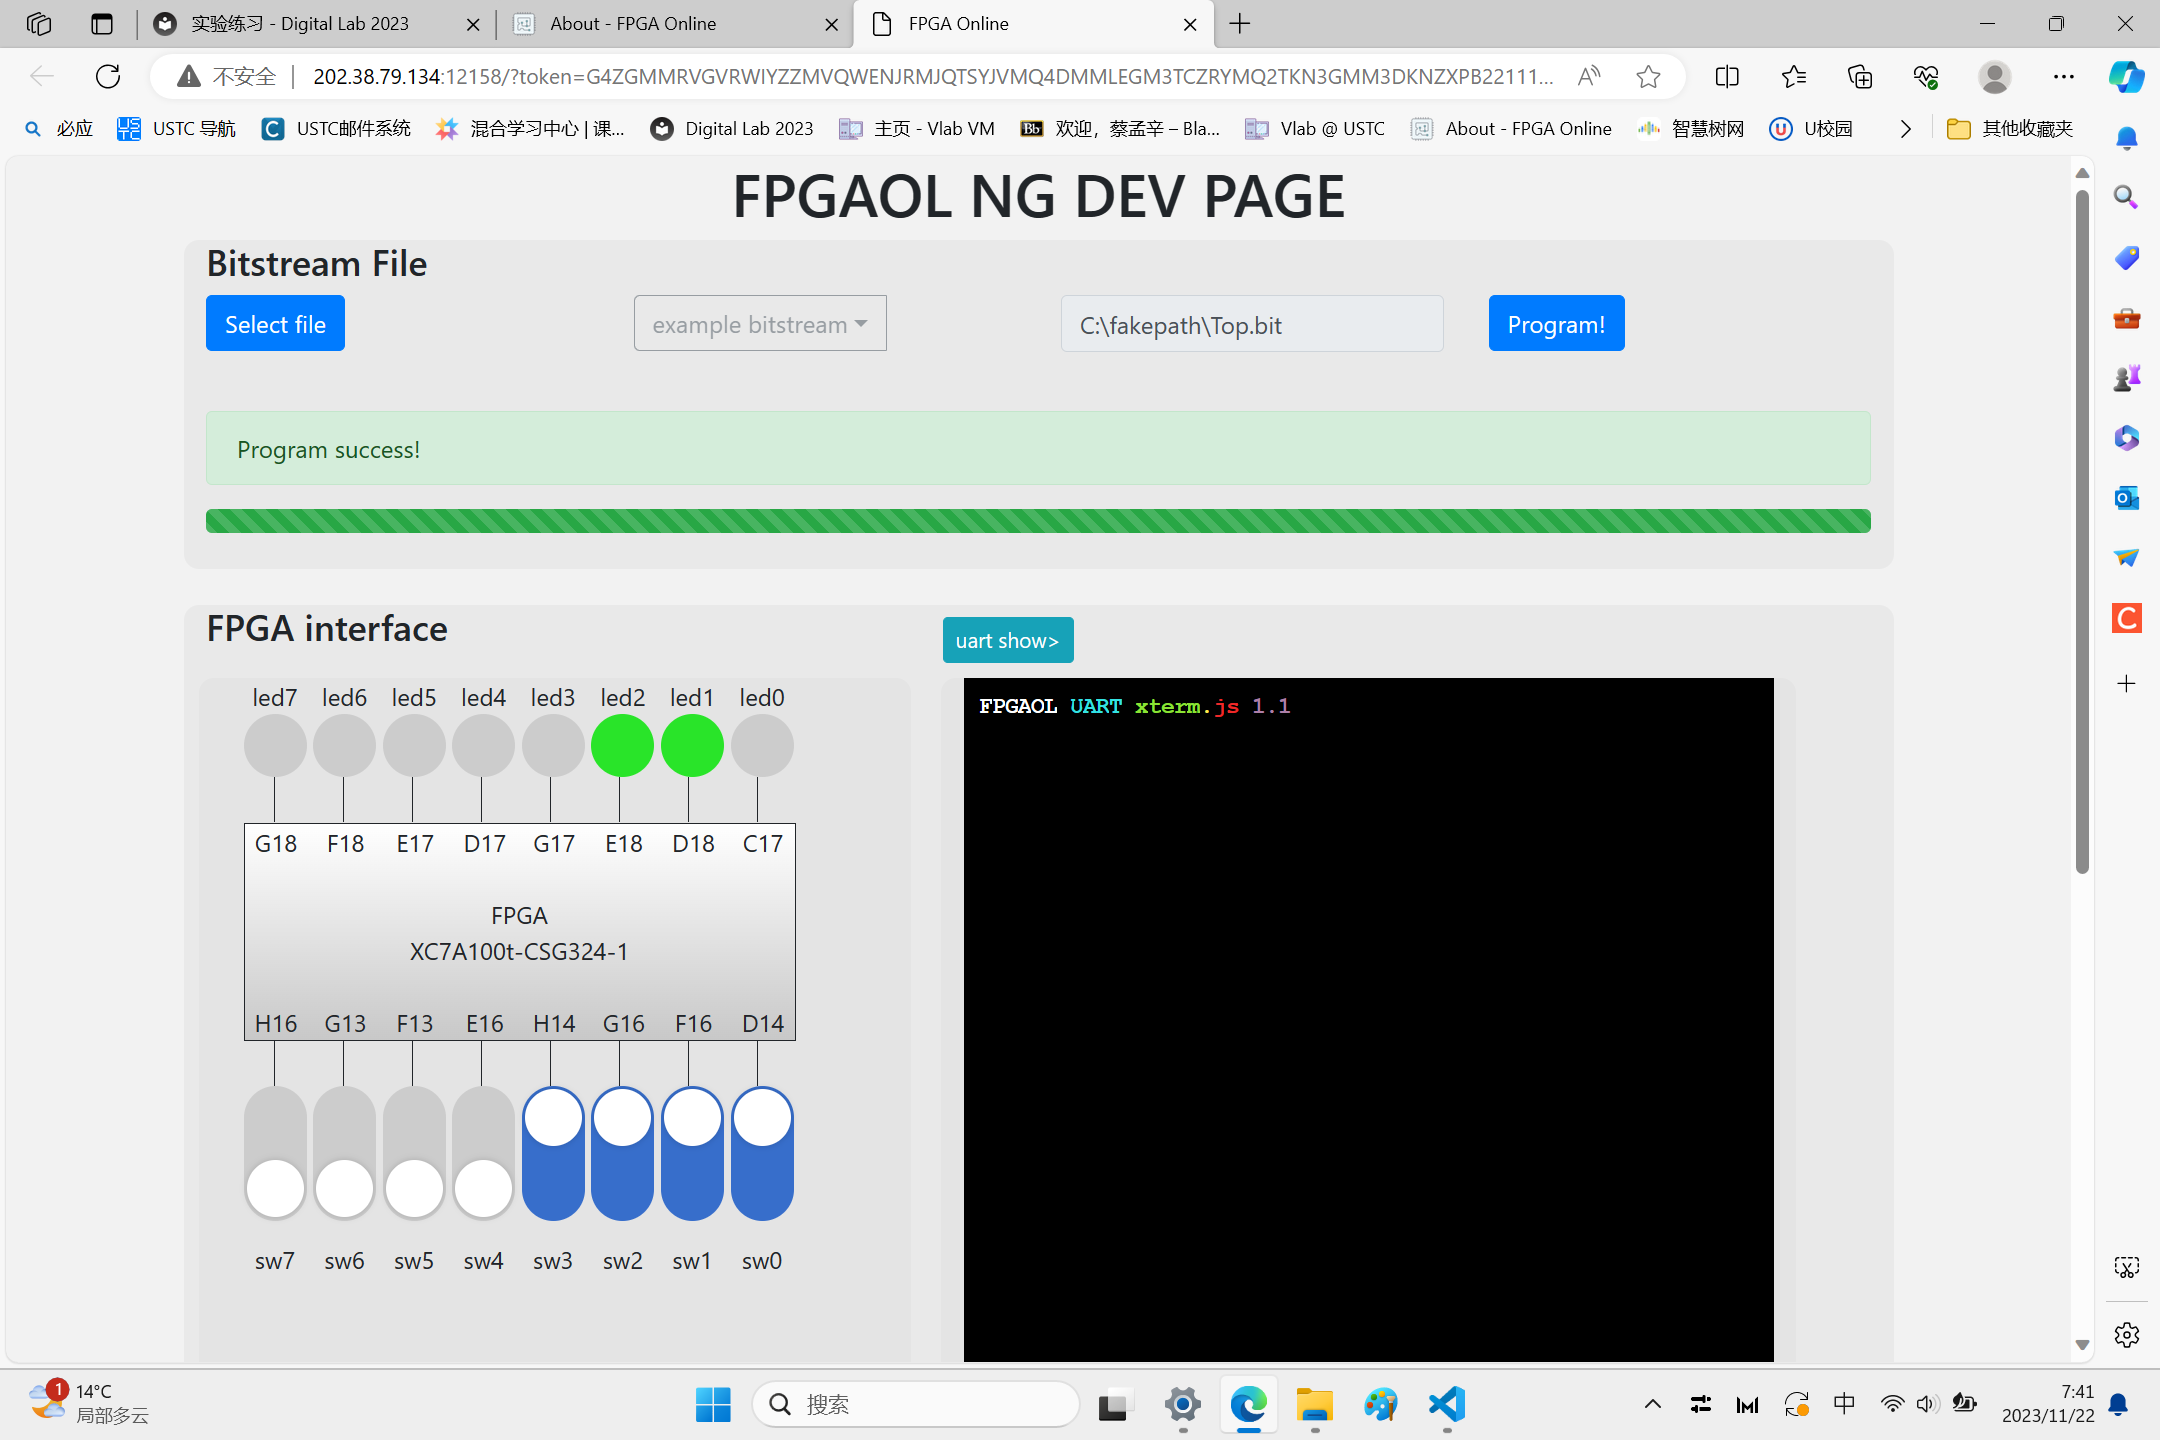 实验练习 - Digital Lab 2023
About - FPGA Online
FPGA Online
不安全
202.38.79.134:12158/?token=G4ZGMMRVGVRWIYZZMVQWENJRMJQTSYJVMQ4DMMLEGM3TCZRYMQ2TKN3GMM3DKNZXPB22111...
必应
USTC 导航
USTC邮件系统
混合学习中心 | 课...
Digital Lab 2023
主页 - Vlab VM
Bb
欢迎，蔡孟辛 – Bla...
Vlab @ USTC
About - FPGA Online
智慧树网
U校园
其他收藏夹
FPGAOL NG DEV PAGE
Bitstream File
Select file
example bitstream
C:\fakepath\Top.bit
Program!
Program success!
FPGA interface
uart show>
led7 led6 led5 led4 led3 led2 led1 led0
FPGAOL UART xterm.js 1.1
G18 F18 E17 D17 G17 E18 D18 C17
FPGA
XC7A100t-CSG324-1
H16 G13 F13 E16 H14 G16 F16 D14
sw7 sw6 sw5 sw4 sw3 sw2 sw1 sw0
1
14°C
局部多云
搜索
中
7:41
2023/11/22